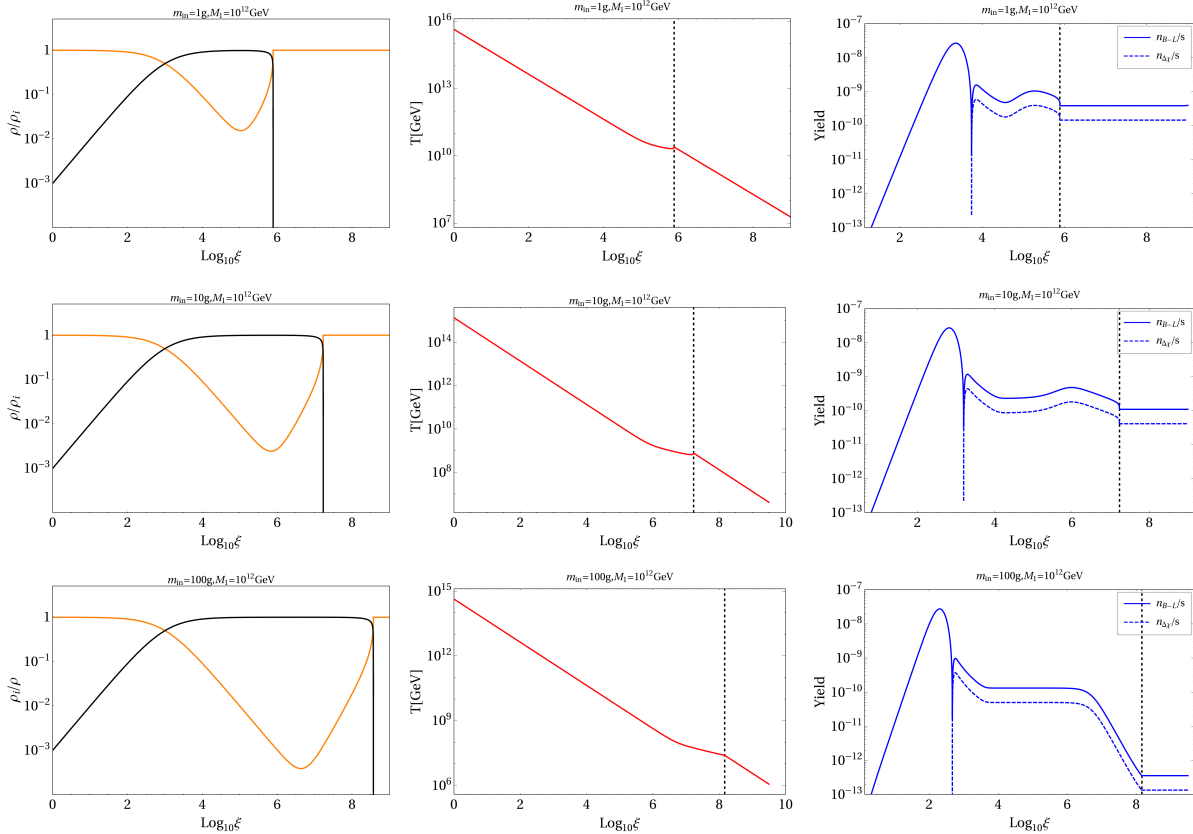 m_in=1g,M_1=10^12GeV
1
10^-1
10^-2
10^-3
ρ/ρ_i
0 2 4 6 8
Log_10ξ
m_in=1g,M_1=10^12GeV
10^16
10^13
10^10
10^7
T[GeV]
0 2 4 6 8
Log_10ξ
m_in=1g,M_1=10^12GeV
10^-7
10^-8
10^-9
10^-10
10^-11
10^-12
10^-13
Yield
n_B-L/s
n_Δχ/s
2 4 6 8
Log_10ξ
m_in=10g,M_1=10^12GeV
1
10^-1
10^-2
10^-3
ρ/ρ_i
0 2 4 6 8
Log_10ξ
m_in=10g,M_1=10^12GeV
10^14
10^12
10^10
10^8
T[GeV]
0 2 4 6 8 10
Log_10ξ
m_in=10g,M_1=10^12GeV
10^-7
10^-8
10^-9
10^-10
10^-11
10^-12
10^-13
Yield
n_B-L/s
n_Δχ/s
2 4 6 8
Log_10ξ
m_in=100g,M_1=10^12GeV
1
10^-1
10^-2
10^-3
ρ_i/ρ
0 2 4 6 8
Log_10ξ
m_in=100g,M_1=10^12GeV
10^15
10^12
10^9
10^6
T[GeV]
0 2 4 6 8 10
Log_10ξ
m_in=100g,M_1=10^12GeV
10^-7
10^-8
10^-9
10^-10
10^-11
10^-12
10^-13
Yield
n_B-L/s
n_Δχ/s
2 4 6 8
Log_10ξ